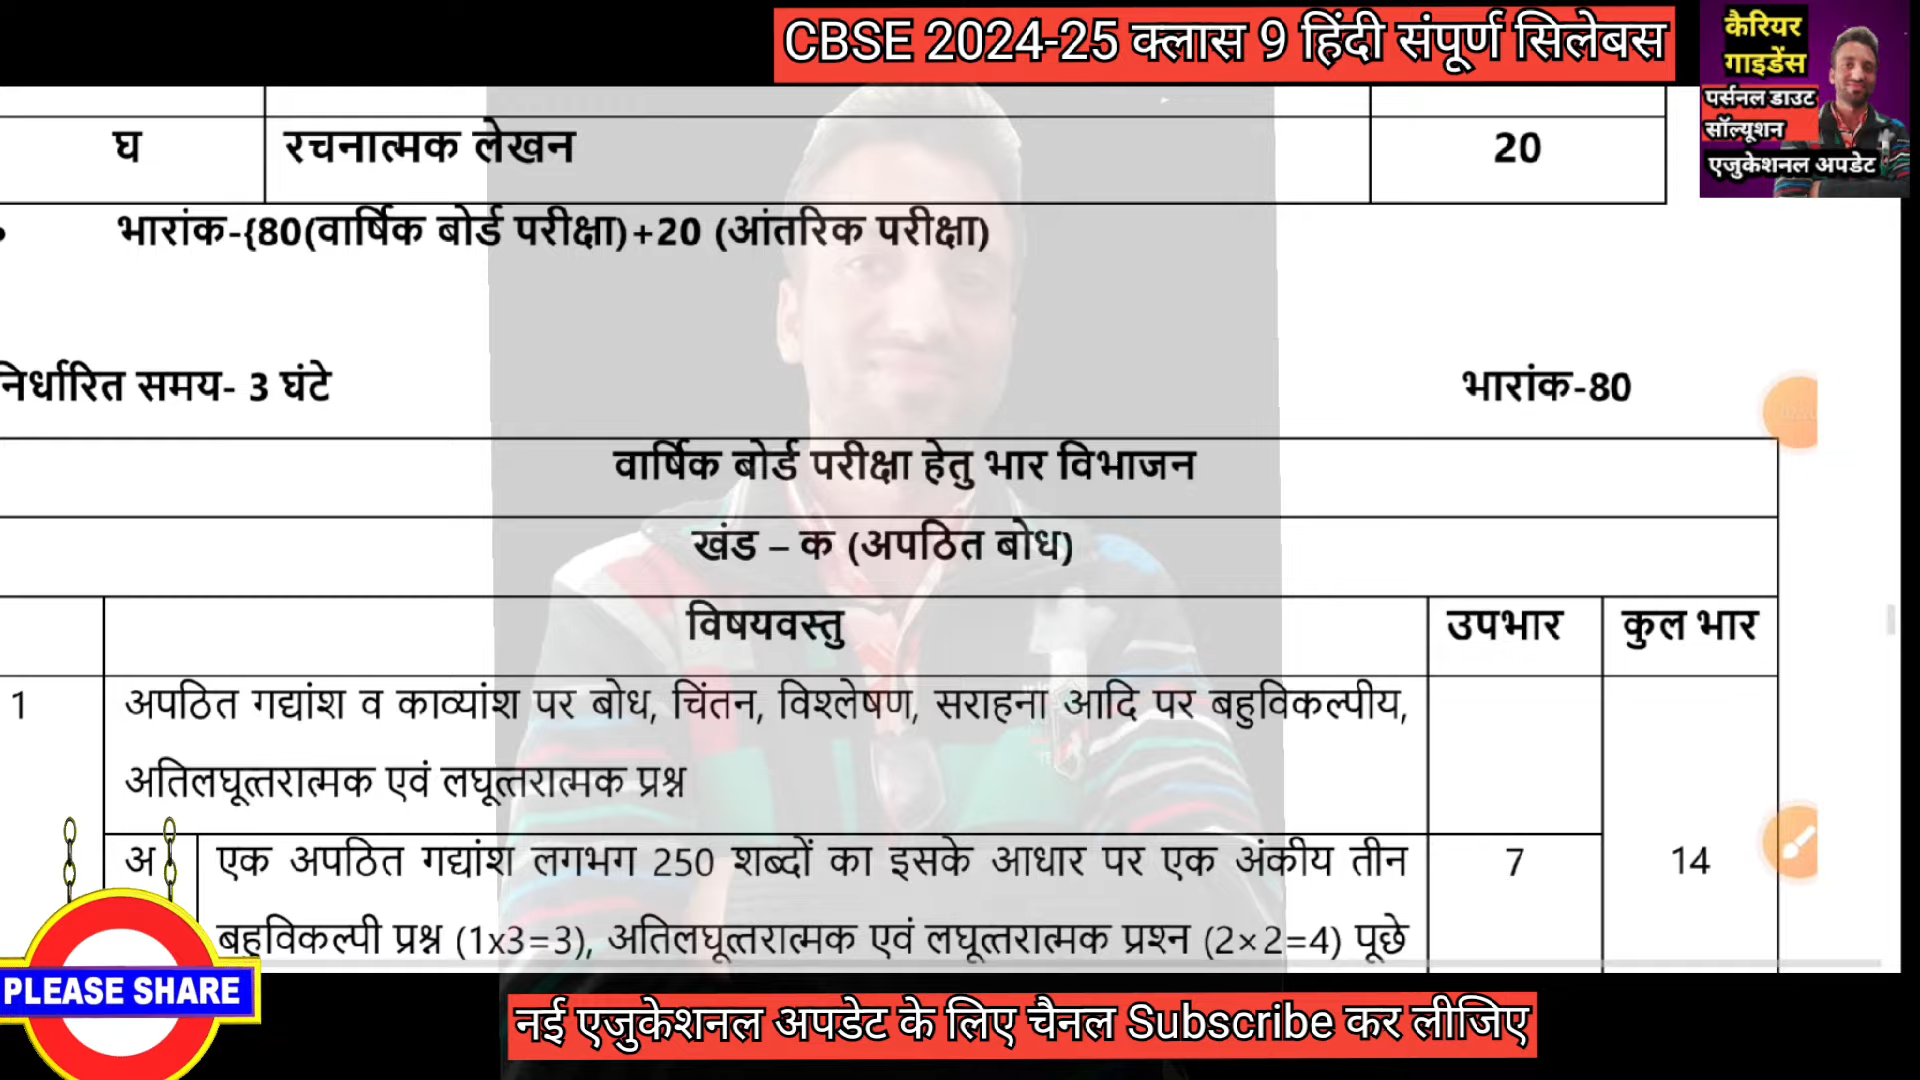 CBSE 2024-25 क्लास 9 हिंदी संपूर्ण सिलेबस
कैरियर
गाइडेंस
पर्सनल डाउट
सॉल्यूशन
एजुकेशनल अपडेट
घ रचनात्मक लेखन 20
भारांक-{80(वार्षिक बोर्ड परीक्षा)+20 (आंतरिक परीक्षा)
निर्धारित समय- 3 घंटे भारांक-80
वार्षिक बोर्ड परीक्षा हेतु भार विभाजन
खंड – क (अपठित बोध)
विषयवस्तु उपभार कुल भार
1 अपठित गद्यांश व काव्यांश पर बोध, चिंतन, विश्लेषण, सराहना आदि पर बहुविकल्पीय,
अतिलघूत्तरात्मक एवं लघूत्तरात्मक प्रश्न
अ एक अपठित गद्यांश लगभग 250 शब्दों का इसके आधार पर एक अंकीय तीन 7 14
बहुविकल्पी प्रश्न (1x3=3), अतिलघूत्तरात्मक एवं लघूत्तरात्मक प्रश्न (2×2=4) पूछे
PLEASE SHARE
नई एजुकेशनल अपडेट के लिए चैनल Subscribe कर लीजिए